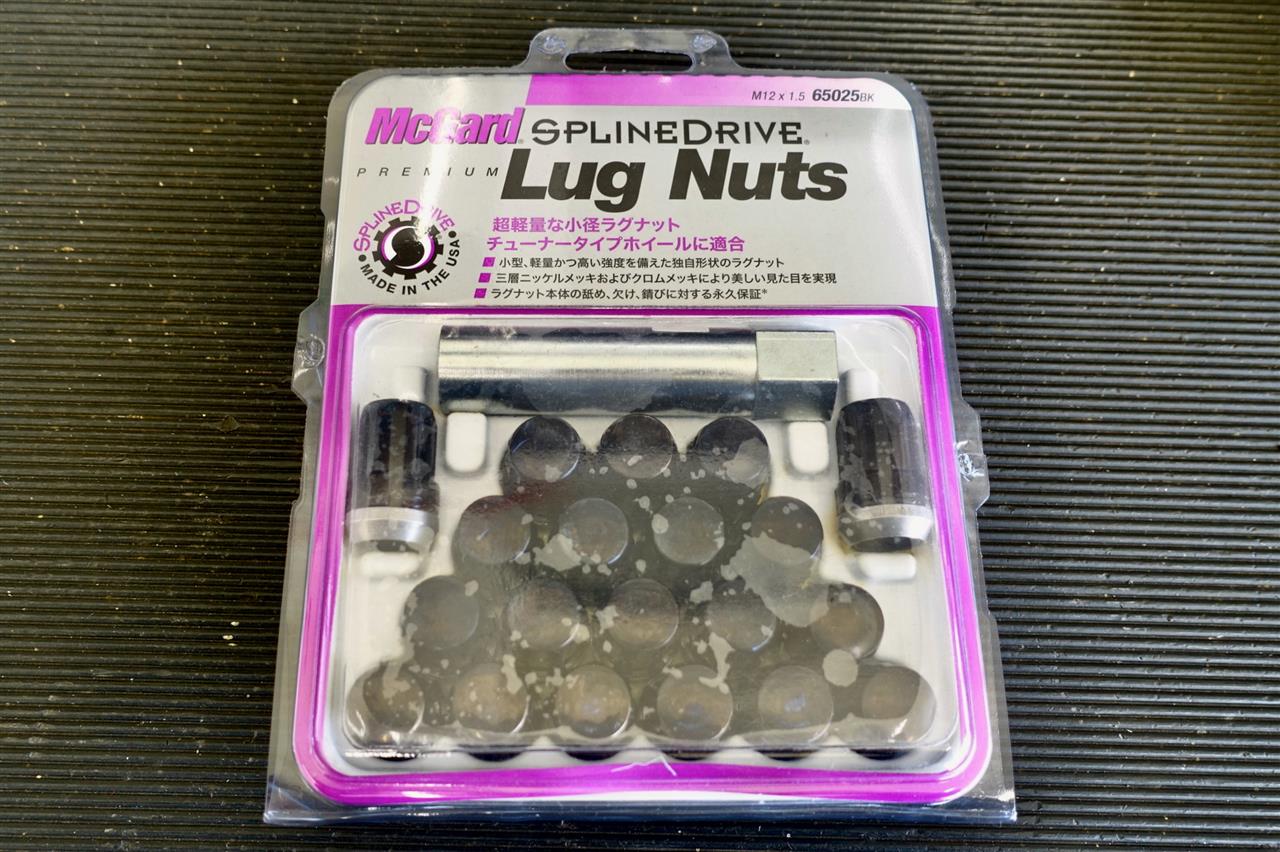 M12 x 1.5 65025BK
McGard® SPLINEDRIVE®
PREMIUM Lug Nuts
SPLINEDRIVE
• MADE IN THE USA •
超軽量な小径ラグナット
チューナータイプホイールに適合
小型、軽量かつ高い強度を備えた独自形状のラグナット
三層ニッケルメッキおよびクロムメッキにより美しい見た目を実現
ラグナット本体の舐め、欠け、錆びに対する永久保証*